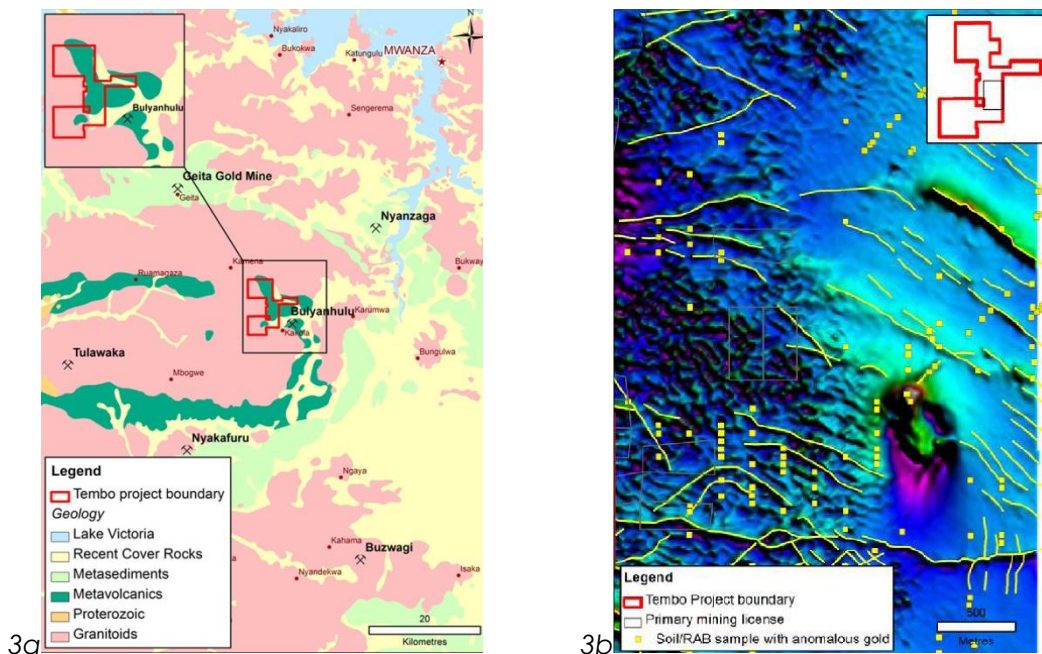 N
Nyakaliro
Bukokwa
Katungulu
MWANZA
Sengerema
Bulyanhulu
Geita Gold Mine
Geita
Nyanzaga
Kamena
Bukway
Ruamagaza
Bulyanhulu
Karumwa
Kakola
Tulawaka
Bungulwa
Mbogwe
Nyakafuru
Ngaya
Kahama
Buzwagi
Nyandekwa
Isaka
Legend
Tembo project boundary
Geology
Lake Victoria
Recent Cover Rocks
Metasediments
Metavolcanics
Proterozoic
Granitoids
20
Kilometres
3a
Legend
Tembo Project boundary
Primary mining license
Soil/RAB sample with anomalous gold
500
Metres
3b